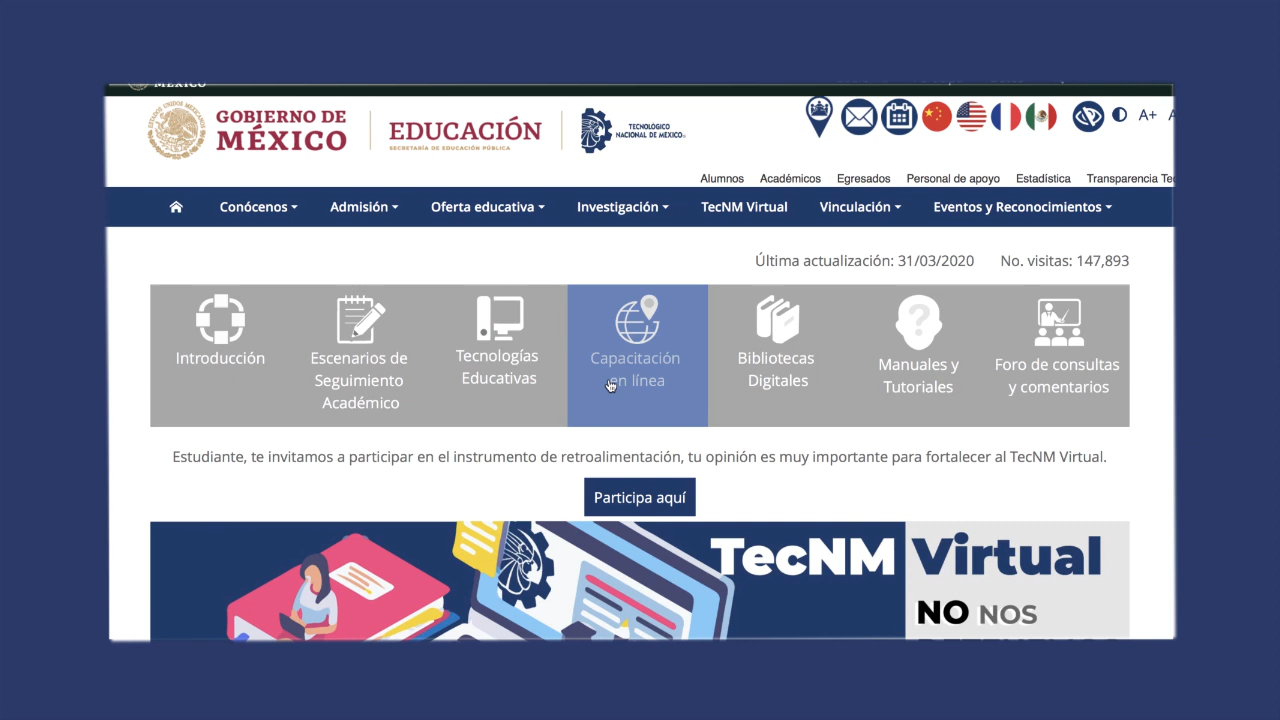 MÉXICO
GOBIERNO DE
MÉXICO
EDUCACIÓN
SECRETARÍA DE EDUCACIÓN PÚBLICA
TECNOLÓGICO
NACIONAL DE MÉXICO
A+
Alumnos Académicos Egresados Personal de apoyo Estadística Transparencia
Conócenos Admisión Oferta educativa Investigación TecNM Virtual Vinculación Eventos y Reconocimientos
Última actualización: 31/03/2020 No. visitas: 147,893
Introducción
Escenarios de
Seguimiento
Académico
Tecnologías
Educativas
Capacitación
en línea
Bibliotecas
Digitales
Manuales y
Tutoriales
Foro de consultas
y comentarios
Estudiante, te invitamos a participar en el instrumento de retroalimentación, tu opinión es muy importante para fortalecer al TecNM Virtual.
Participa aquí
TecNM Virtual
NO NOS